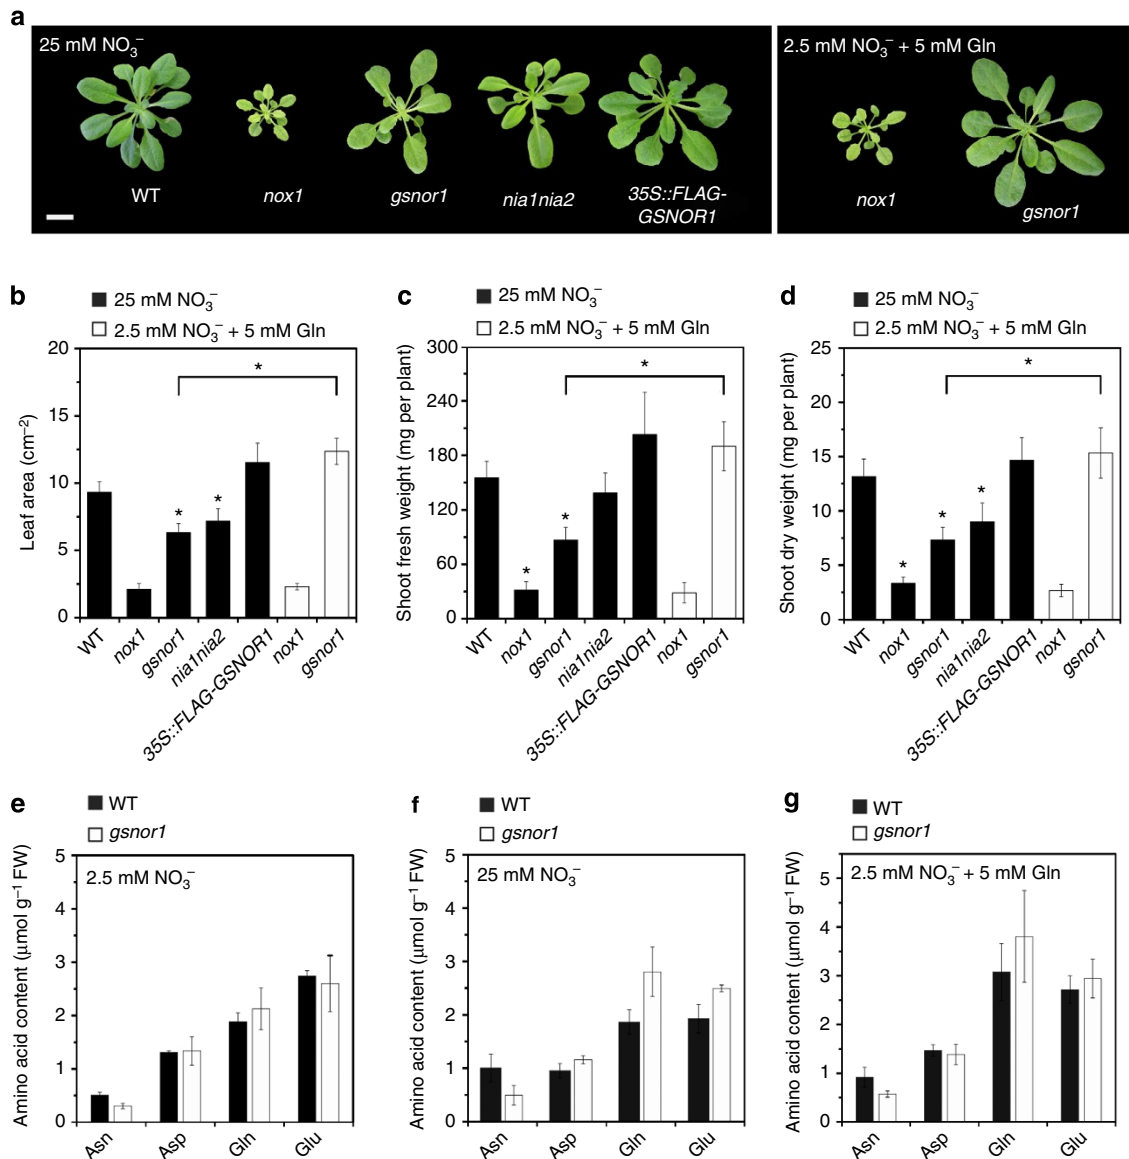 a
25 mM NO₃⁻
2.5 mM NO₃⁻ + 5 mM Gln
WT
nox1
gsnor1
nia1nia2
35S::FLAG-
GSNOR1
nox1
gsnor1
b
25 mM NO₃⁻
2.5 mM NO₃⁻ + 5 mM Gln
Leaf area (cm⁻²)
20
15
10
5
0
*
*
*
WT
nox1
gsnor1
nia1nia2
35S::FLAG-GSNOR1
nox1
gsnor1
c
25 mM NO₃⁻
2.5 mM NO₃⁻ + 5 mM Gln
Shoot fresh weight (mg per plant)
300
240
180
120
60
0
*
*
*
WT
nox1
gsnor1
nia1nia2
35S::FLAG-GSNOR1
nox1
gsnor1
d
25 mM NO₃⁻
2.5 mM NO₃⁻ + 5 mM Gln
Shoot dry weight (mg per plant)
25
20
15
10
5
0
*
*
*
*
WT
nox1
gsnor1
nia1nia2
35S::FLAG-GSNOR1
nox1
gsnor1
e
WT
gsnor1
2.5 mM NO₃⁻
Amino acid content (μmol g⁻¹ FW)
5
4
3
2
1
0
Asn
Asp
Gln
Glu
f
WT
gsnor1
25 mM NO₃⁻
Amino acid content (μmol g⁻¹ FW)
5
4
3
2
1
0
Asn
Asp
Gln
Glu
g
WT
gsnor1
2.5 mM NO₃⁻ + 5 mM Gln
Amino acid content (μmol g⁻¹ FW)
5
4
3
2
1
0
Asn
Asp
Gln
Glu